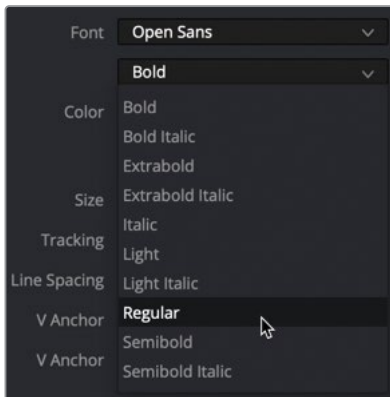 Font Open Sans
Bold
Color Bold
Bold Italic
Extrabold
Size Extrabold Italic
Italic
Tracking
Light
Line Spacing Light Italic
V Anchor Regular
Semibold
V Anchor
Semibold Italic